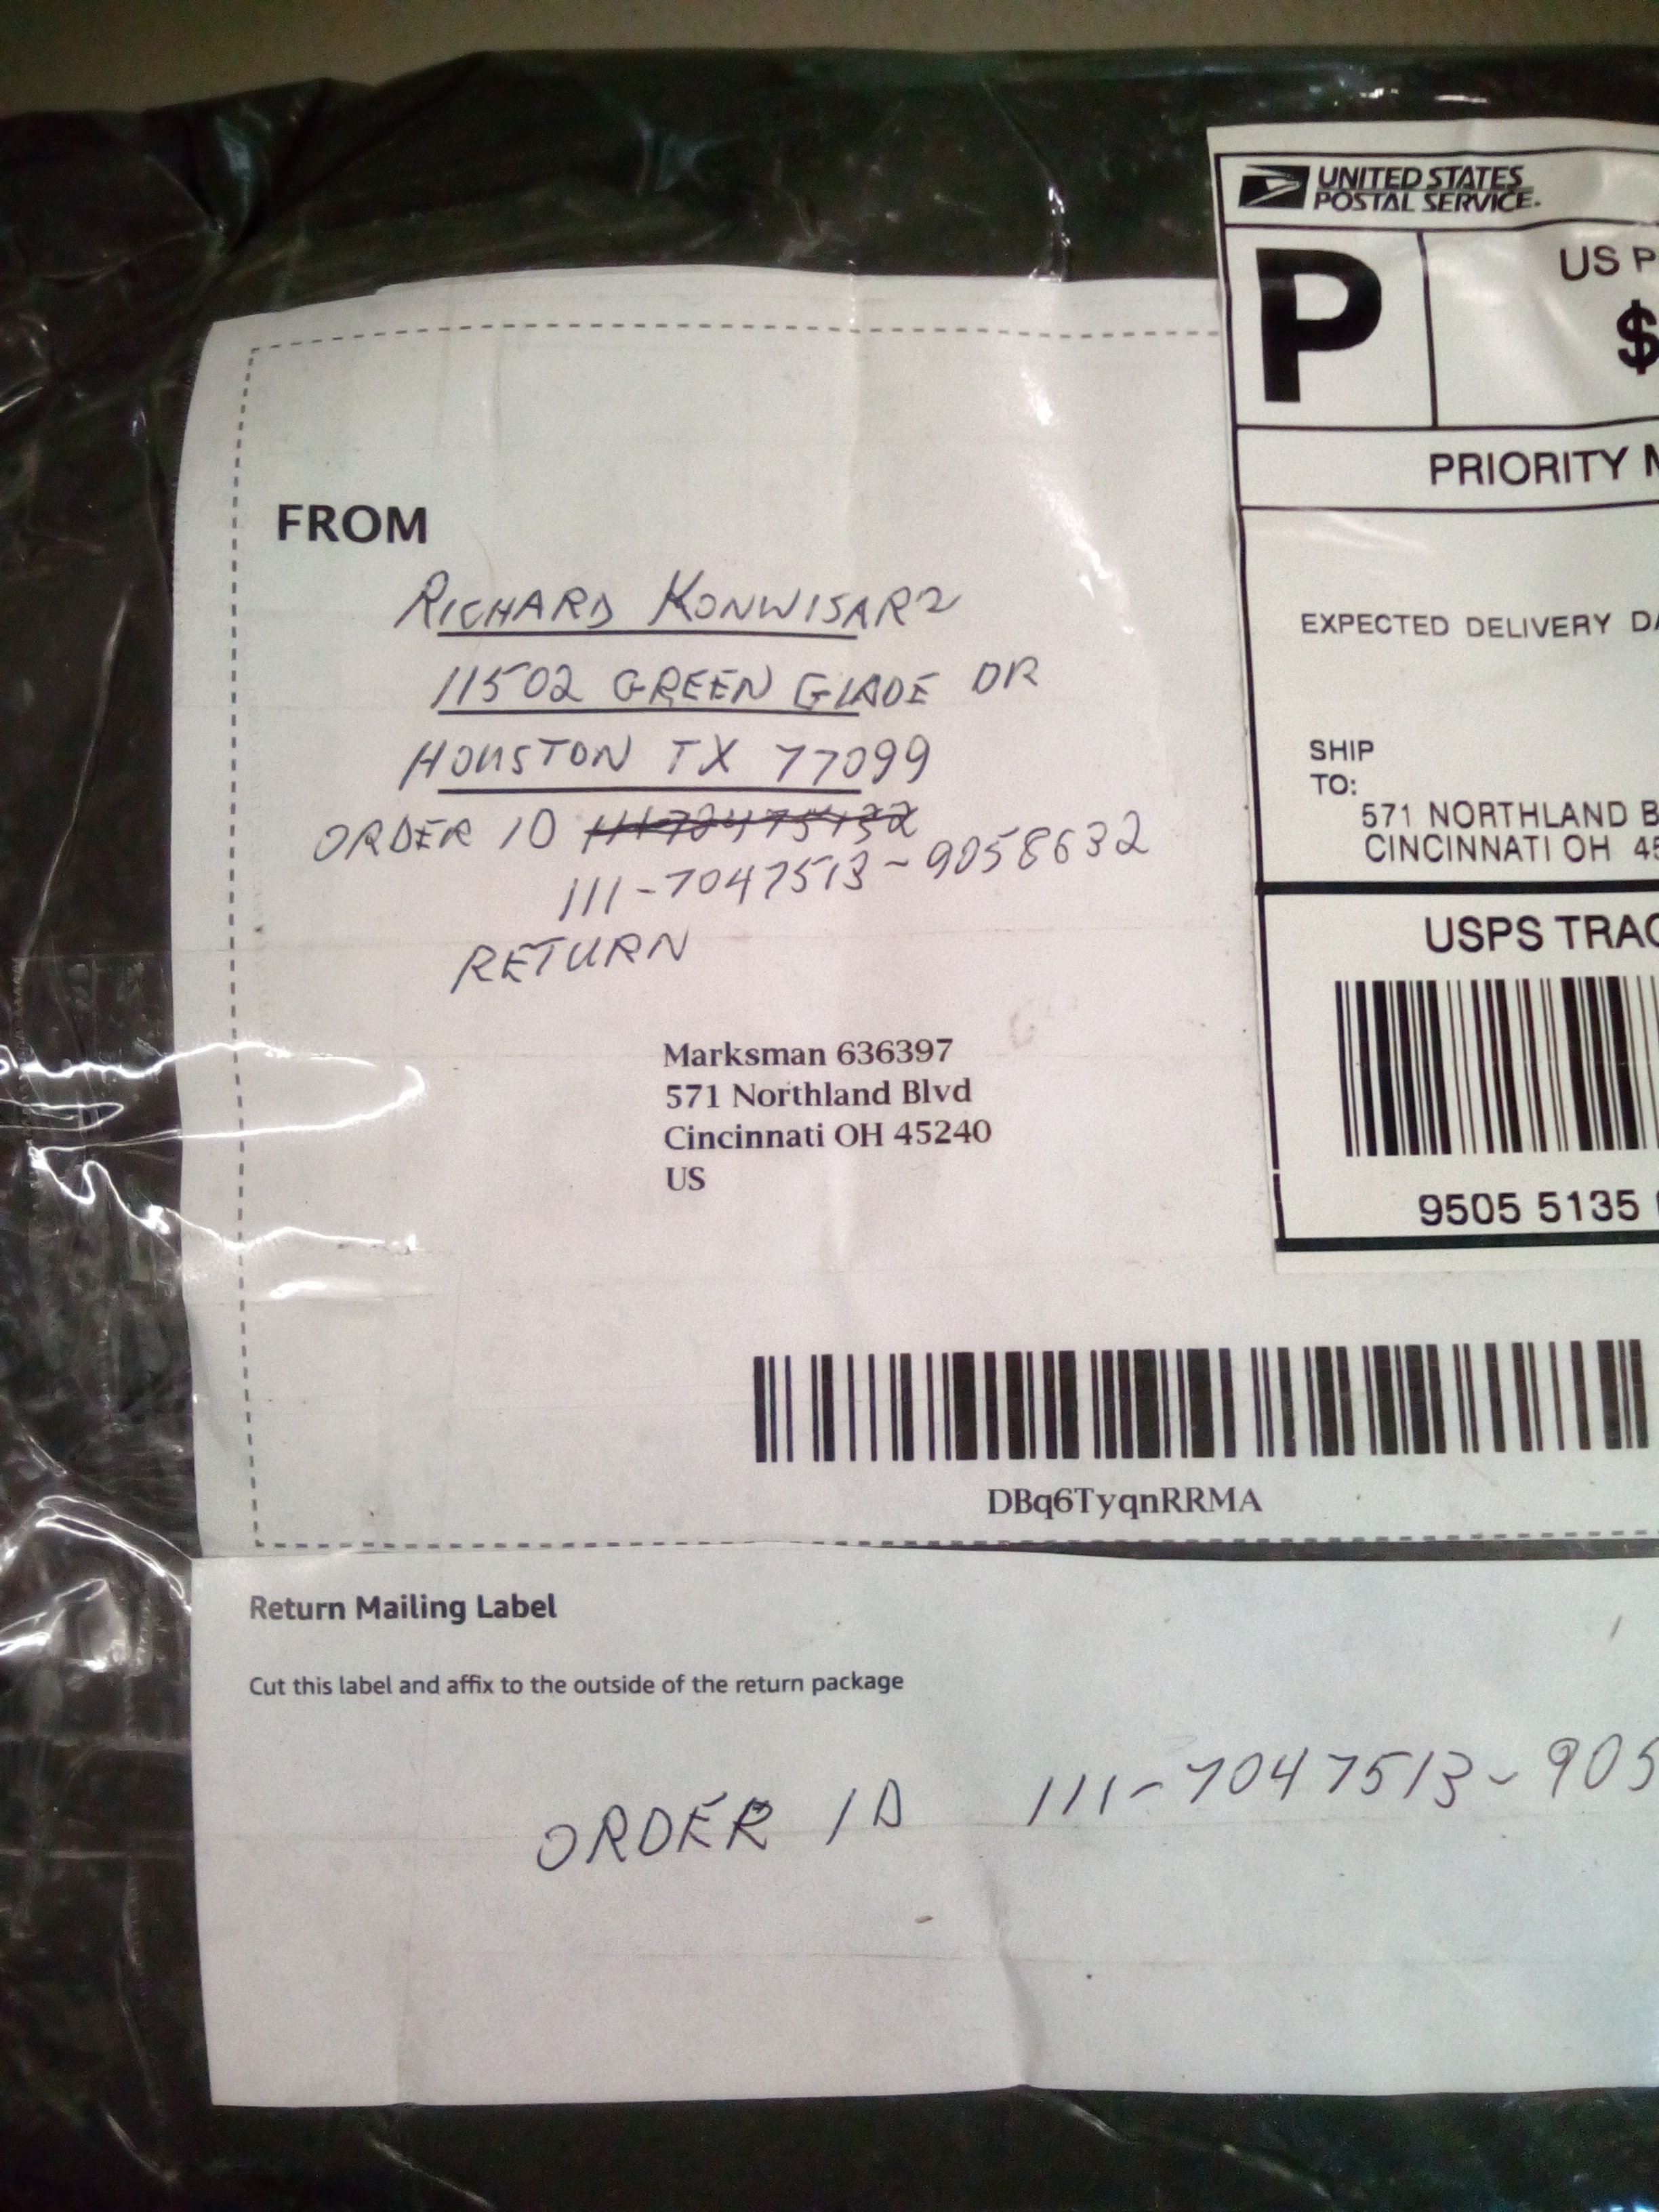 FROM
RICHARD KONWISARZ
11502 GREEN GLADE DR
HOUSTON TX 77099
ORDER ID
111-7047513-9058632
RETURN
Marksman 636397
571 Northland Blvd
Cincinnati OH 45240
US
DBq6TyqnRRMA
Return Mailing Label
Cut this label and affix to the outside of the return package
ORDER ID 111-7047513-905
UNITED STATES
POSTAL SERVICE.
P
US P
$
PRIORITY M
EXPECTED DELIVERY DA
SHIP
TO:
571 NORTHLAND B
CINCINNATI OH 45
USPS TRAC
9505 5135